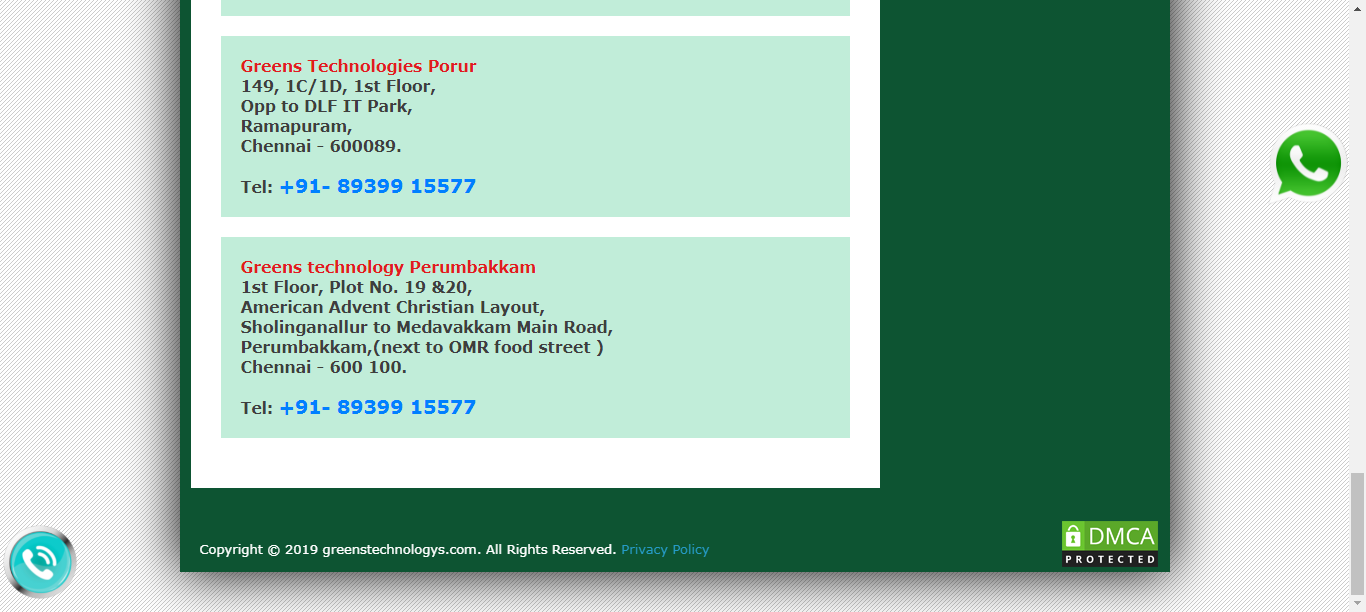 Greens Technologies Porur
149, 1C/1D, 1st Floor,
Opp to DLF IT Park,
Ramapuram,
Chennai - 600089.
Tel: +91- 89399 15577
Greens technology Perumbakkam
1st Floor, Plot No. 19 &20,
American Advent Christian Layout,
Sholinganallur to Medavakkam Main Road,
Perumbakkam,(next to OMR food street )
Chennai - 600 100.
Tel: +91- 89399 15577
Copyright © 2019 greenstechnologys.com. All Rights Reserved. Privacy Policy
DMCA
PROTECTED